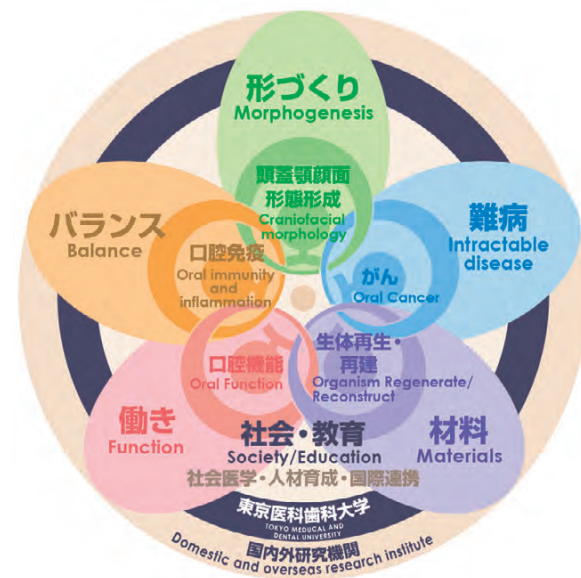 形づくり
Morphogenesis
頭蓋顎顔面
形態形成
Craniofacial
morphology
バランス
Balance
口腔免疫
Oral immunity
and
inflammation
難病
Intractable
disease
がん
Oral Cancer
口腔機能
Oral Function
働き
Function
生体再生・
再建
Organism Regenerate/
Reconstruct
材料
Materials
社会・教育
Society/Education
社会医学・人材育成・国際連携
東京医科歯科大学
TOKYO MEDUCAL AND
DENTAL UNIVERSITY
国内外研究機関
Domestic and overseas research institute